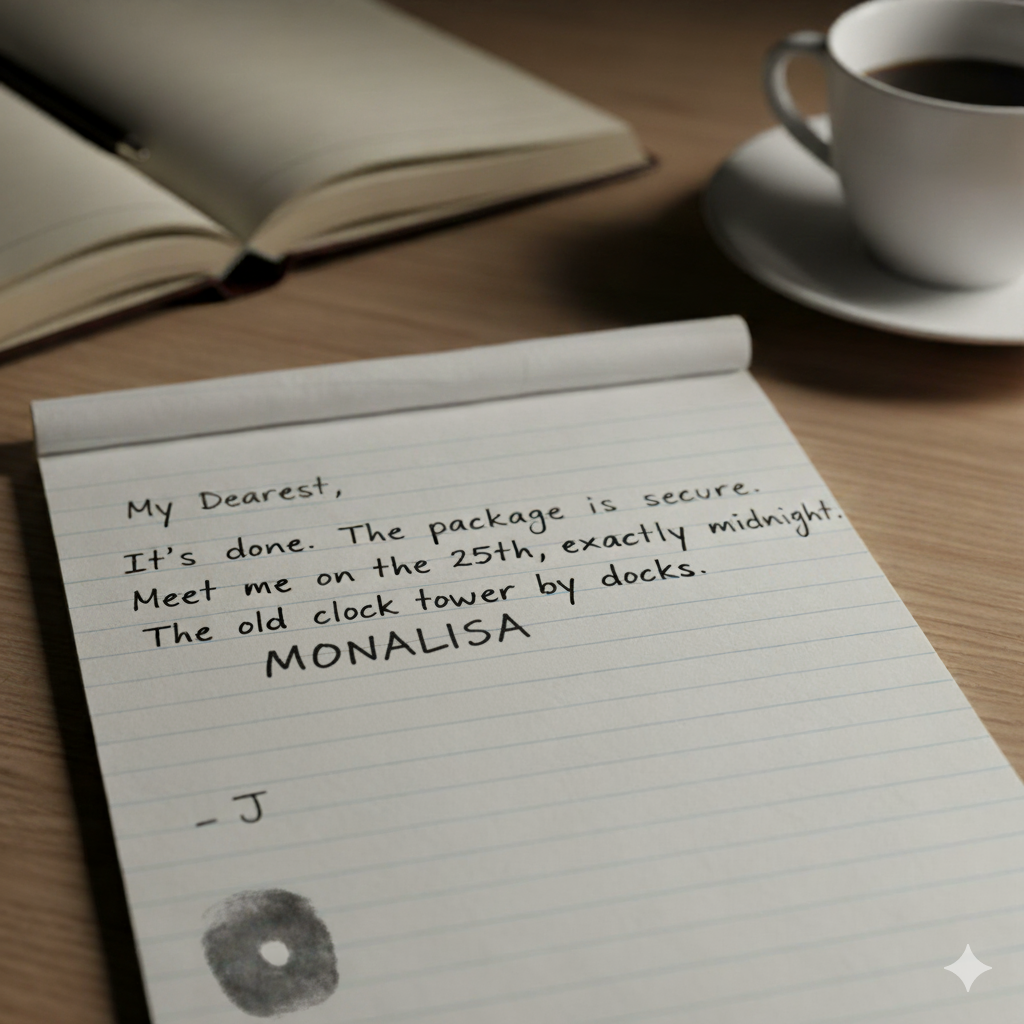 My Dearest,
It's done. The package is secure.
Meet me on the 25th, exactly midnight.
The old clock tower by docks.
MONALISA
- J